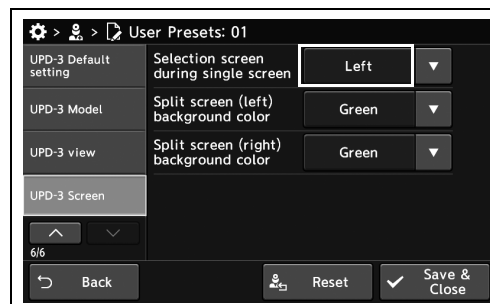 > > User Presets: 01
UPD-3 Default
setting
Selection screen
during single screen
Left
UPD-3 Model
Split screen (left)
background color
Green
UPD-3 view
Split screen (right)
background color
Green
UPD-3 Screen
6/6
Back
Reset
Save &
Close